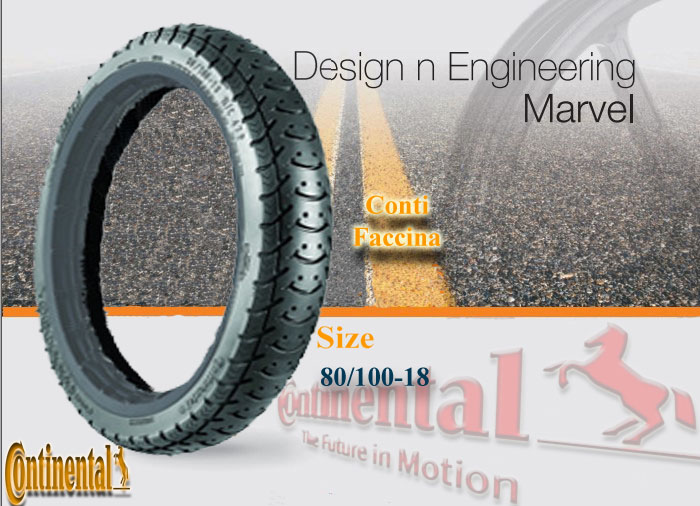 Design n Engineering
Marvel
Conti
Faccina
Size
80/100-18
Continental
The Future in Motion
Continental